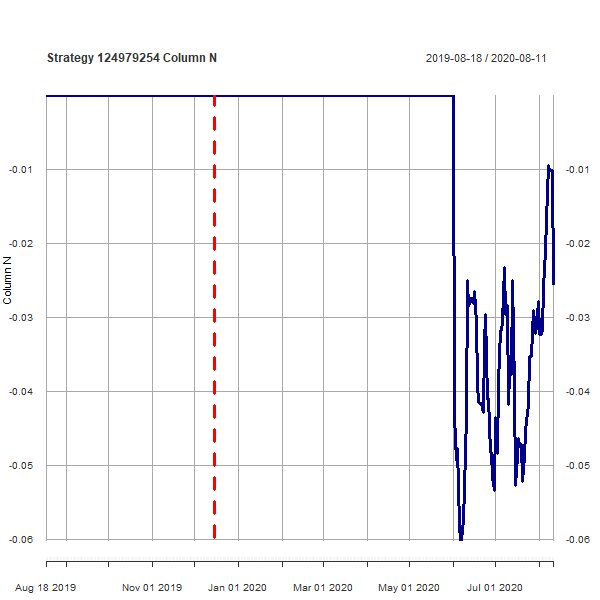 Strategy 124979254 Column N
2019-08-18 / 2020-08-11
-0.01 -0.01
-0.02 -0.02
-0.03 -0.03
-0.04 -0.04
-0.05 -0.05
-0.06 -0.06
Column N
Aug 18 2019 Nov 01 2019 Jan 01 2020 Mar 01 2020 May 01 2020 Jul 01 2020